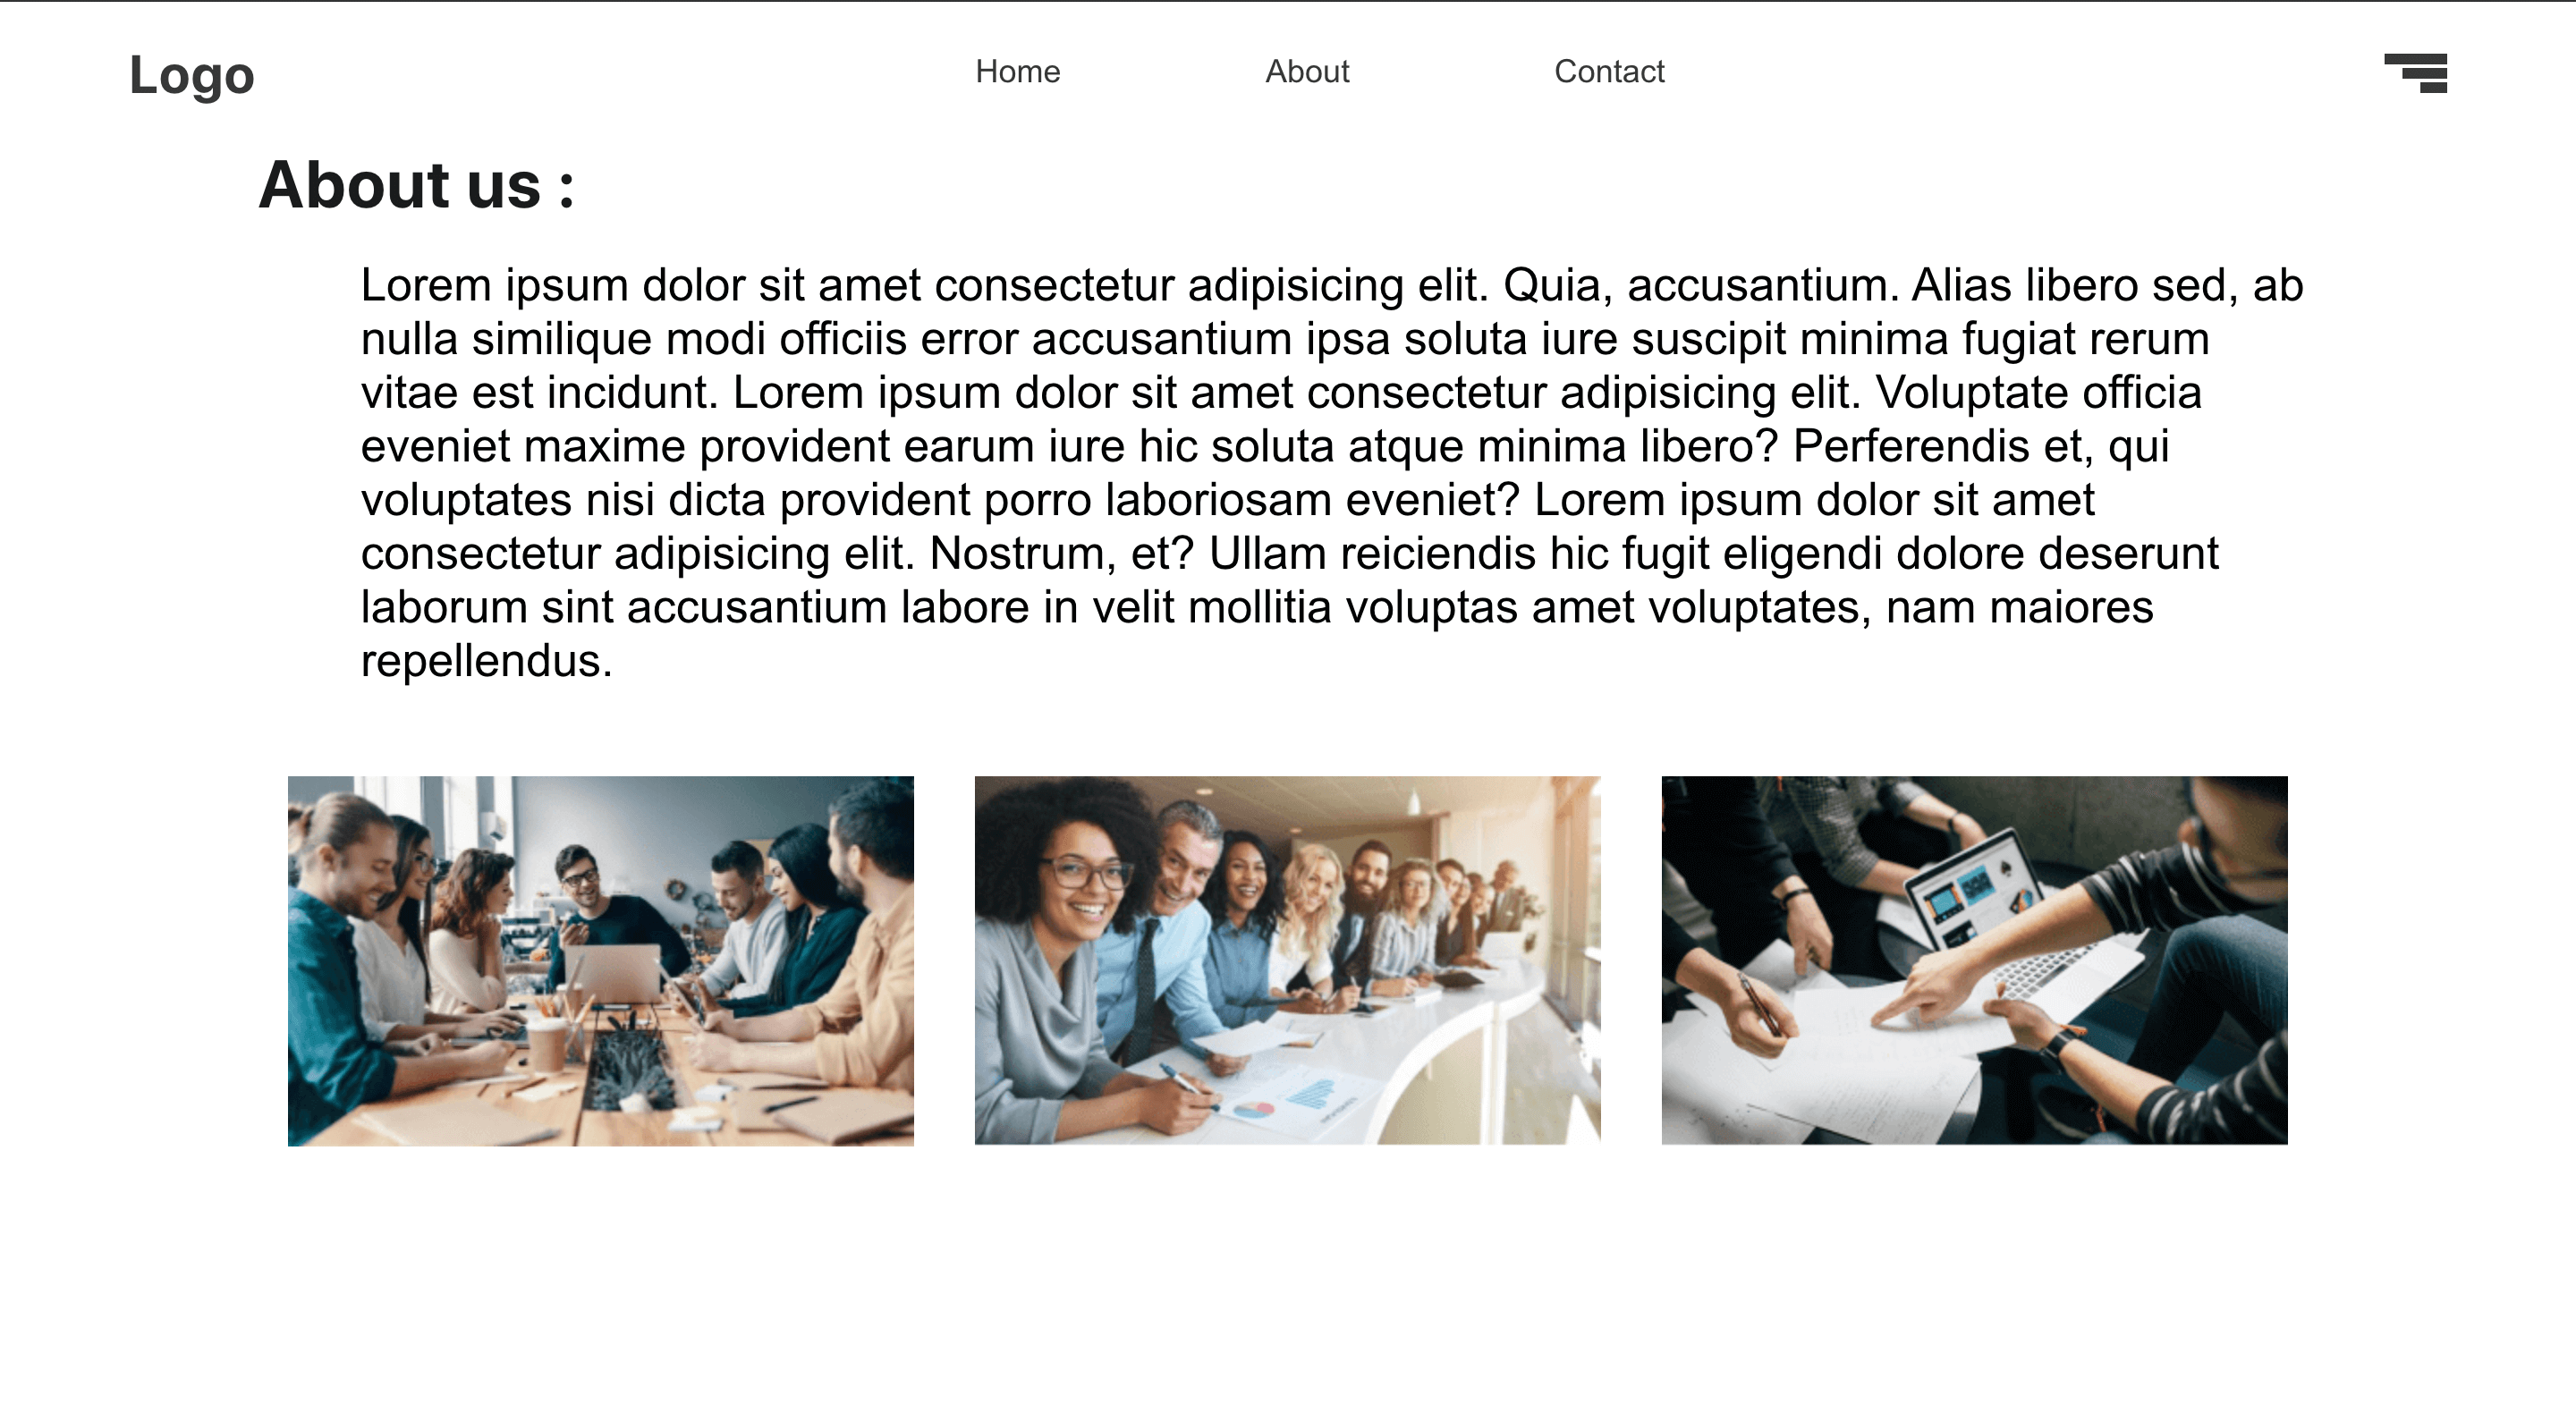 Logo
Home About Contact
About us :
Lorem ipsum dolor sit amet consectetur adipisicing elit. Quia, accusantium. Alias libero sed, ab
nulla similique modi officiis error accusantium ipsa soluta iure suscipit minima fugiat rerum
vitae est incidunt. Lorem ipsum dolor sit amet consectetur adipisicing elit. Voluptate officia
eveniet maxime provident earum iure hic soluta atque minima libero? Perferendis et, qui
voluptates nisi dicta provident porro laboriosam eveniet? Lorem ipsum dolor sit amet
consectetur adipisicing elit. Nostrum, et? Ullam reiciendis hic fugit eligendi dolore deserunt
laborum sint accusantium labore in velit mollitia voluptas amet voluptates, nam maiores
repellendus.